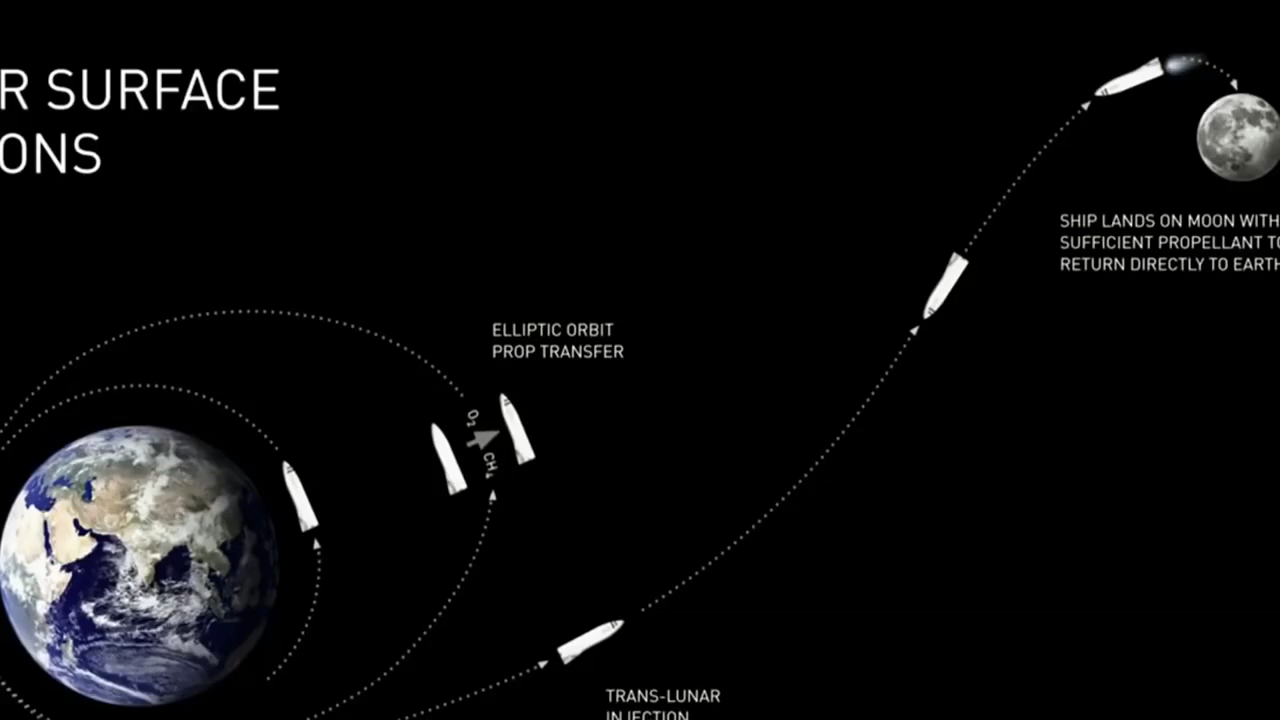 R SURFACE
ONS
SHIP LANDS ON MOON WITH
SUFFICIENT PROPELLANT TO
RETURN DIRECTLY TO EARTH
ELLIPTIC ORBIT
PROP TRANSFER
O₂
CH₄
TRANS-LUNAR
INJECTION